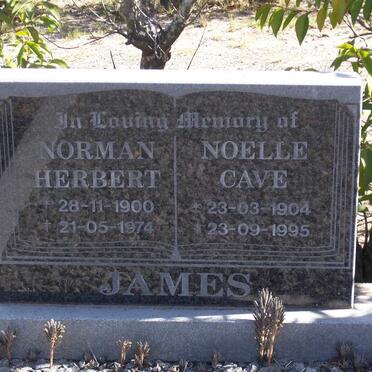 In Loving Memory of
NORMAN HERBERT
* 28-11-1900
+ 21-05-1974
NOELLE CAVE
* 23-03-1904
+ 23-09-1995
JAMES